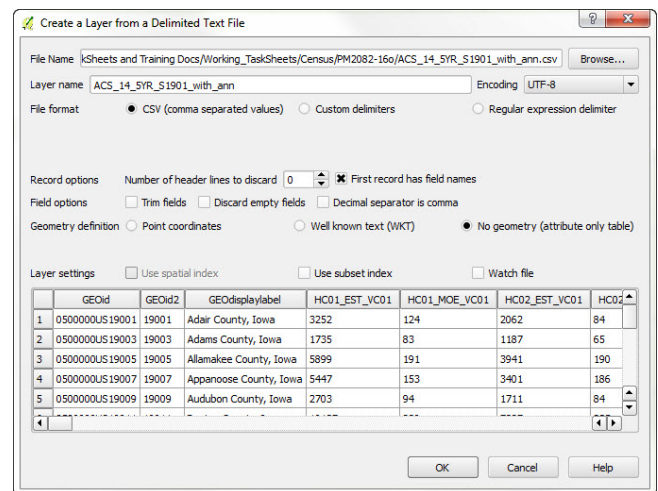 Create a Layer from a Delimited Text File
File Name kSheets and Training Docs/Working_TaskSheets/Census/PM2082-16o/ACS_14_5YR_S1901_with_ann.csv Browse...
Layer name ACS_14_5YR_S1901_with_ann Encoding UTF-8
File format CSV (comma separated values) Custom delimiters Regular expression delimiter
Record options Number of header lines to discard 0 First record has field names
Field options Trim fields Discard empty fields Decimal separator is comma
Geometry definition Point coordinates Well known text (WKT) No geometry (attribute only table)
Layer settings Use spatial index Use subset index Watch file
GEOid GEOid2 GEOdisplaylabel HC01_EST_VC01 HC01_MOE_VC01 HC02_EST_VC01 HC02
1 0500000US19001 19001 Adair County, Iowa 3252 124 2062 84
2 0500000US19003 19003 Adams County, Iowa 1735 83 1187 65
3 0500000US19005 19005 Allamakee County, Iowa 5899 191 3941 190
4 0500000US19007 19007 Appanoose County, Iowa 5447 153 3401 186
5 0500000US19009 19009 Audubon County, Iowa 2703 94 1711 84
OK Cancel Help